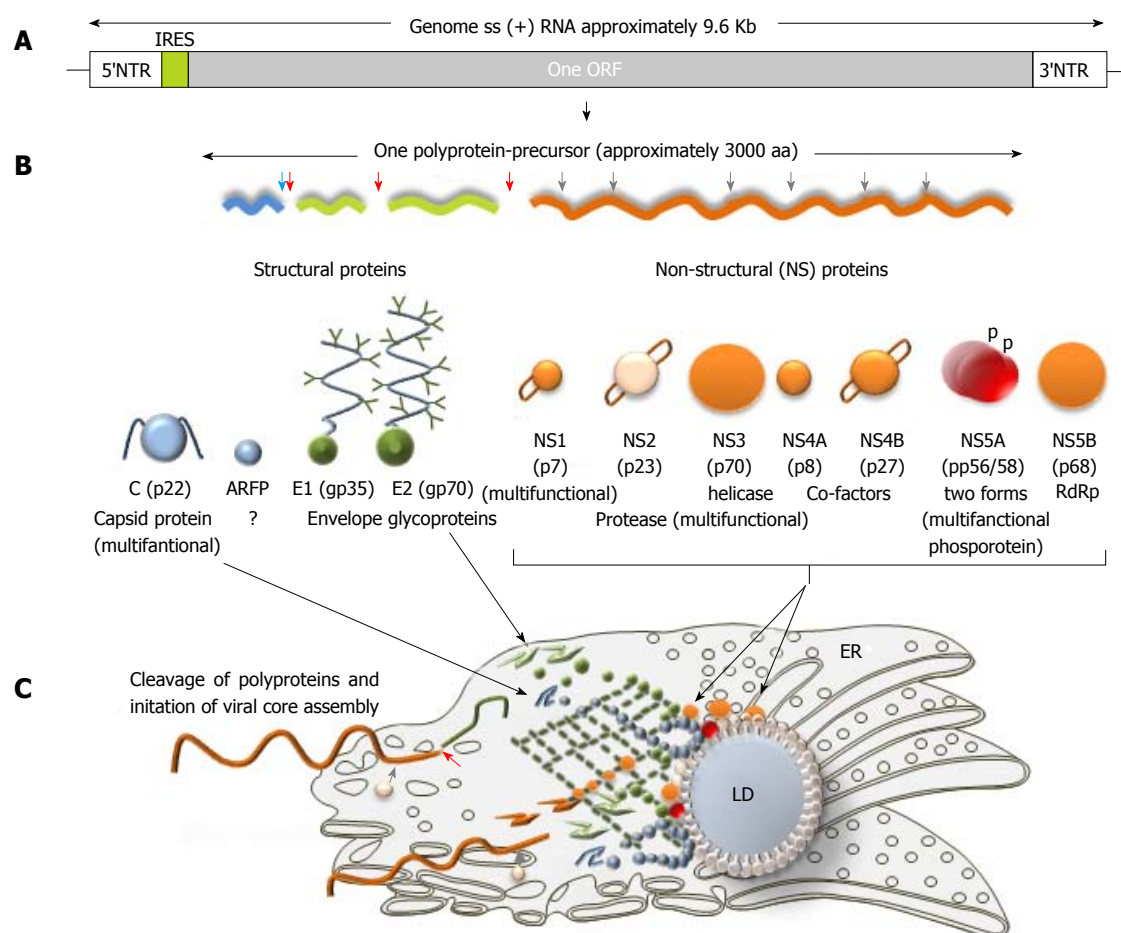 A
Genome ss (+) RNA approximately 9.6 Kb
IRES
5'NTR
One ORF
3'NTR
B
One polyprotein-precursor (approximately 3000 aa)
Structural proteins
Non-structural (NS) proteins
p
p
C (p22)
Capsid protein
(multifantional)
ARFP
?
E1 (gp35)
E2 (gp70)
Envelope glycoproteins
NS1
(p7)
(multifunctional)
NS2
(p23)
NS3
(p70)
helicase
Protease (multifunctional)
NS4A
(p8)
NS4B
(p27)
Co-factors
NS5A
(pp56/58)
two forms
(multifanctional
phosporotein)
NS5B
(p68)
RdRp
C
Cleavage of polyproteins and
initation of viral core assembly
ER
LD